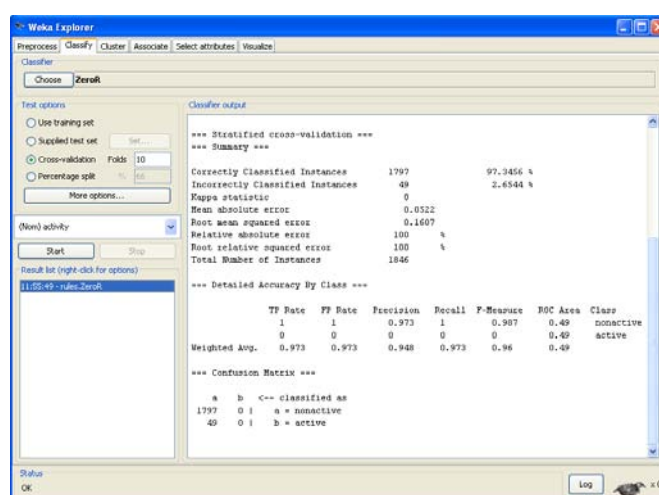 Weka Explorer
Preprocess Classify Cluster Associate Select attributes Visualize
Classifier
Choose ZeroR
Test options
Use training set
Supplied test set Set...
Cross-validation Folds 10
Percentage split % 66
More options...
(Nom) activity
Start Stop
Result list (right-click for options)
11:55:49 - rules.ZeroR
Classifier output
=== Stratified cross-validation ===
=== Summary ===
Correctly Classified Instances 1797 97.3456 %
Incorrectly Classified Instances 49 2.6544 %
Kappa statistic 0
Mean absolute error 0.0522
Root mean squared error 0.1607
Relative absolute error 100 %
Root relative squared error 100 %
Total Number of Instances 1846
=== Detailed Accuracy By Class ===
TP Rate FP Rate Precision Recall F-Measure ROC Area Class
1 1 0.973 1 0.987 0.49 nonactive
0 0 0 0 0 0.49 active
Weighted Avg. 0.973 0.973 0.948 0.973 0.96 0.49
=== Confusion Matrix ===
a b <-- classified as
1797 0 | a = nonactive
49 0 | b = active
Status
OK
Log